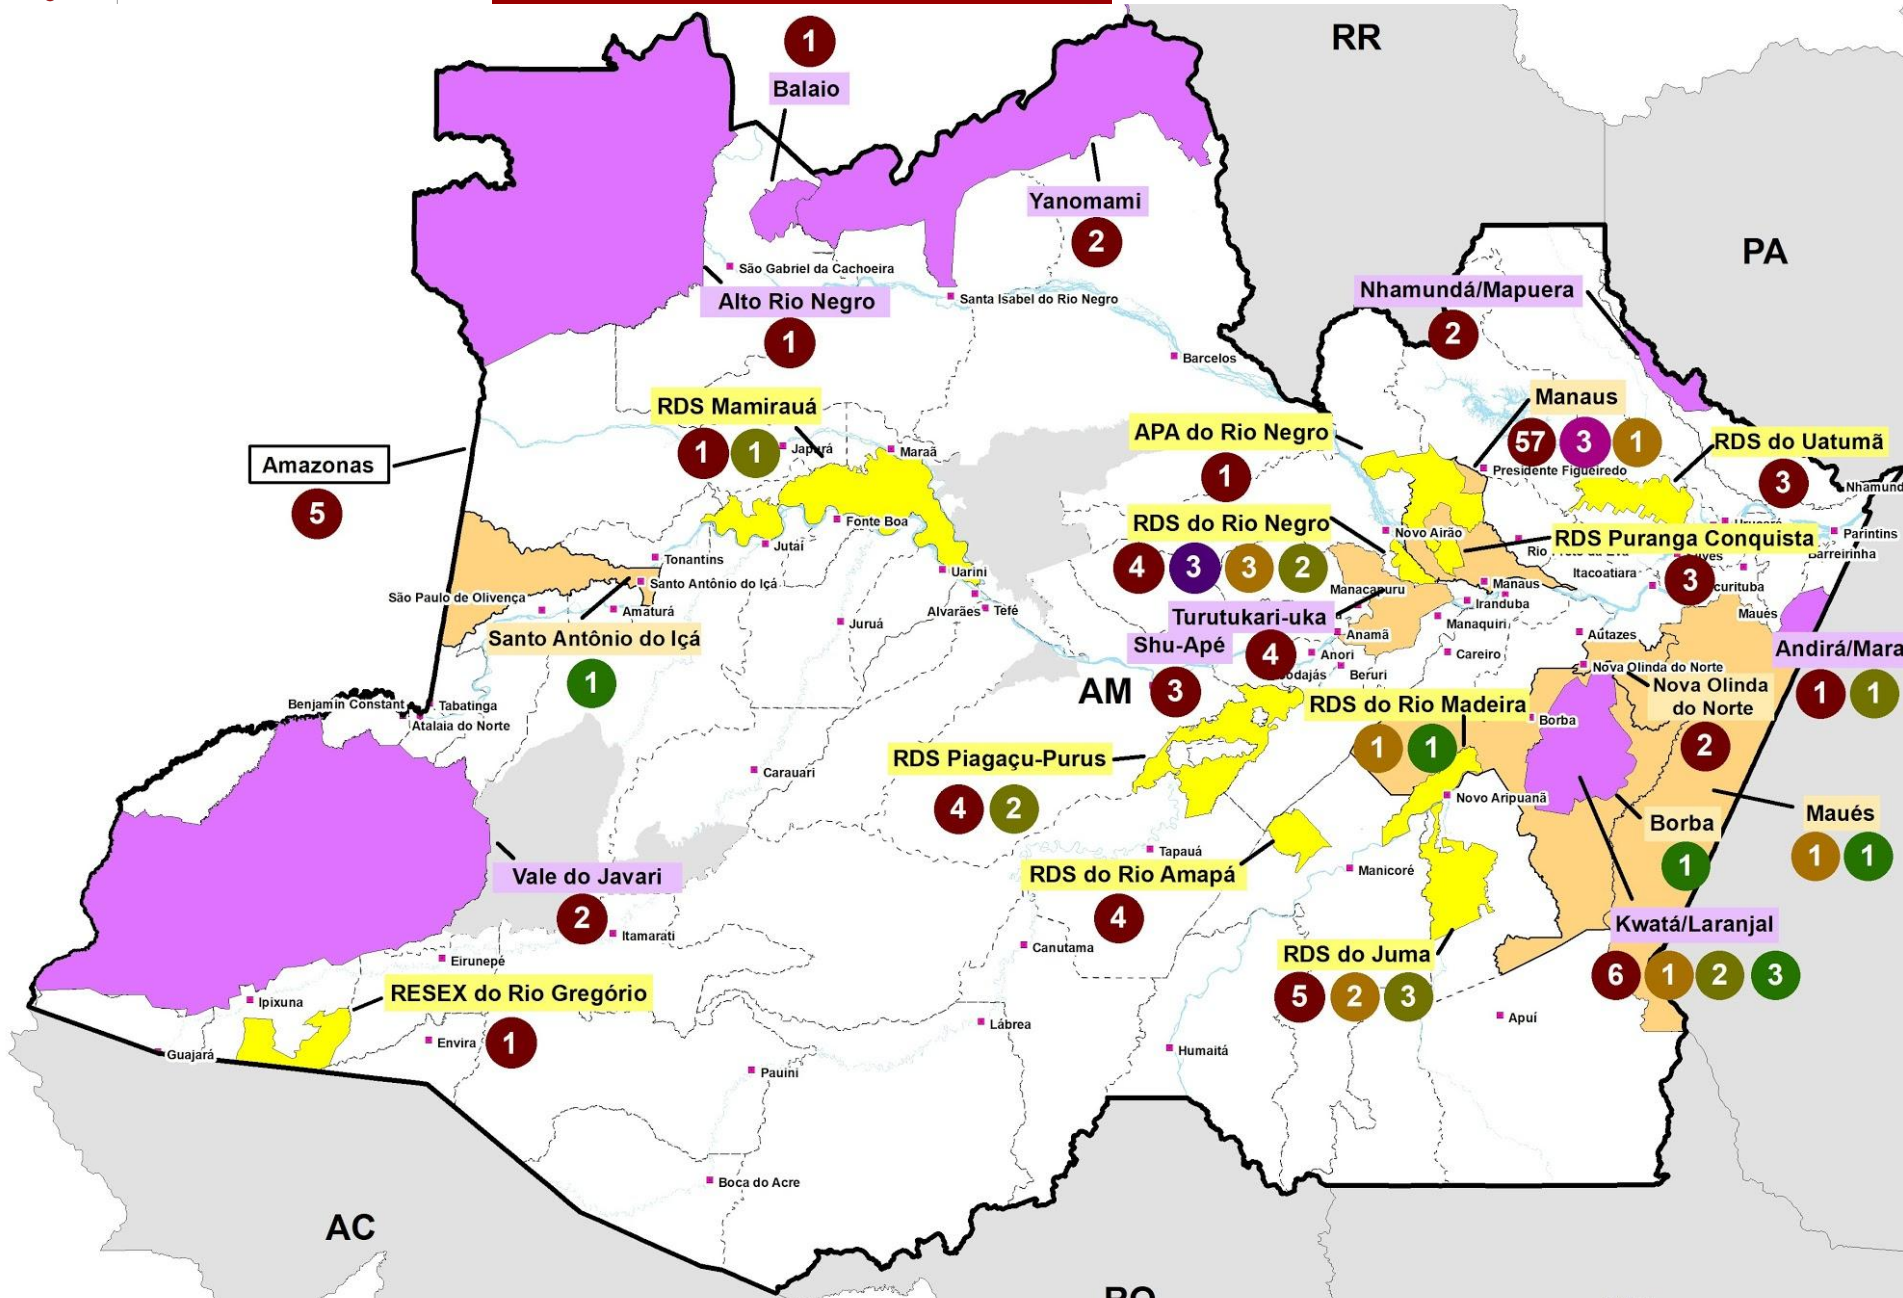 1
Balaio
RR
PA
Yanomami
2
São Gabriel da Cachoeira
Alto Rio Negro
1
Santa Isabel do Rio Negro
Nhamundá/Mapuera
2
Barcelos
RDS Mamirauá
1 1
Japurá
Maraã
Amazonas
5
APA do Rio Negro
1
Manaus
57 3 1
Presidente Figueiredo
RDS do Uatumã
3
Fonte Boa
Jutaí
RDS do Rio Negro
4 3 3 2
Novo Airão
RDS Puranga Conquista
3
Parintins
Barreirinha
Itacoatiara
Tonantins
Santo Antônio do Içá
São Paulo de Olivença
Amaturá
Santo Antônio do Içá
1
Uarini
Alvarães
Tefé
Juruá
Manacapuru
Manaus
Iranduba
Manaquiri
Maués
Turutukari-uka
4
Shu-Apé
3
Anamã
Anori
Beruri
Careiro
Autazes
Andirá/Mara
1 1
Nova Olinda do Norte
Nova Olinda
do Norte
2
Benjamin Constant
Tabatinga
Atalaia do Norte
AM
RDS do Rio Madeira
1 1
Borba
RDS Piagaçu-Purus
4 2
Carauari
Novo Aripuanã
Borba
1
Maués
1 1
Tapauá
RDS do Rio Amapá
4
Manicoré
Vale do Javari
2
Itamarati
Canutama
Kwatá/Laranjal
6 1 2 3
RDS do Juma
5 2 3
Eirunepé
Ipixuna
RESEX do Rio Gregório
1
Envira
Guajará
Lábrea
Apuí
Humaitá
Pauini
Boca do Acre
AC